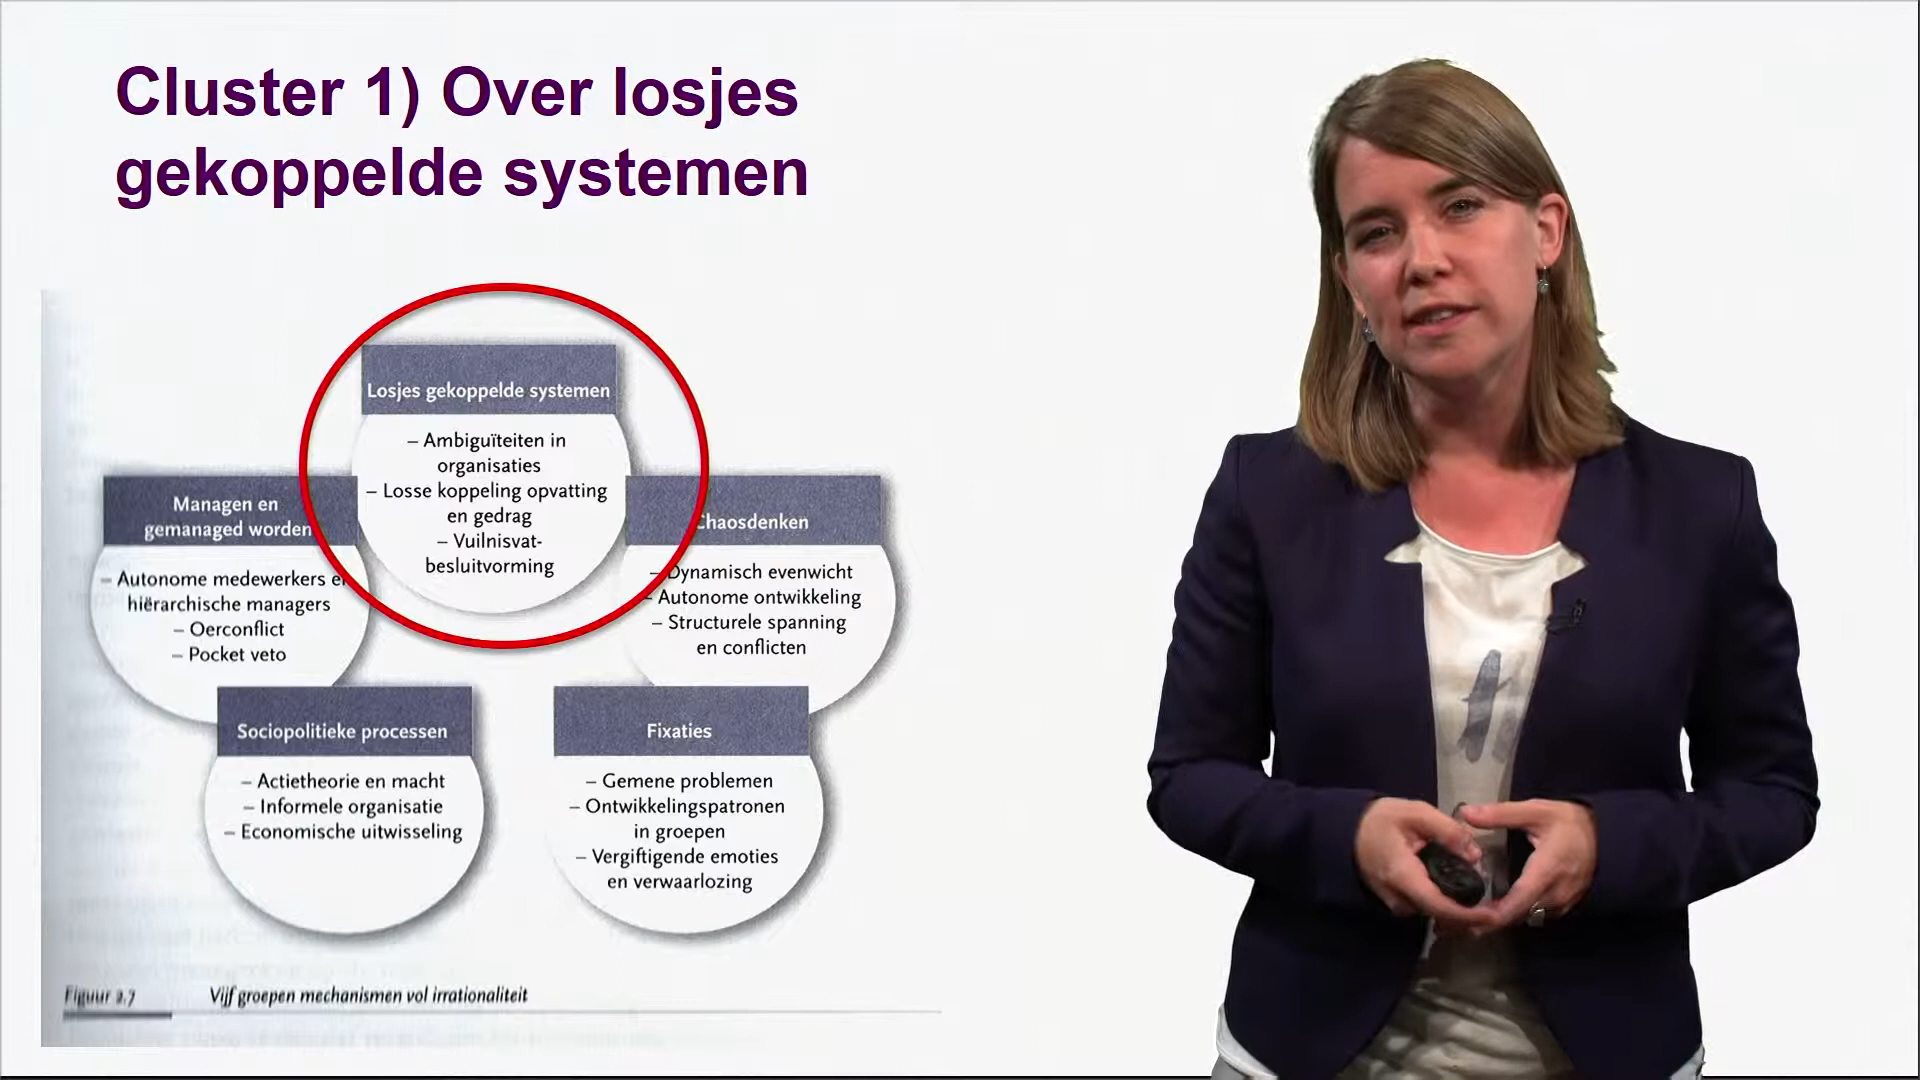 Cluster 1) Over losjes
gekoppelde systemen
Losjes gekoppelde systemen
– Ambiguïteiten in
organisaties
– Losse koppeling opvatting
en gedrag
– Vuilnisvat-
besluitvorming
Managen en
gemanaged worden
– Autonome medewerkers en
hiërarchische managers
– Oerconflict
– Pocket veto
Chaosdenken
– Dynamisch evenwicht
– Autonome ontwikkeling
– Structurele spanning
en conflicten
Sociopolitieke processen
– Actietheorie en macht
– Informele organisatie
– Economische uitwisseling
Fixaties
– Gemene problemen
– Ontwikkelingspatronen
in groepen
– Vergiftigende emoties
en verwaarlozing
Figuur 2.7 Vijf groepen mechanismen vol irrationaliteit